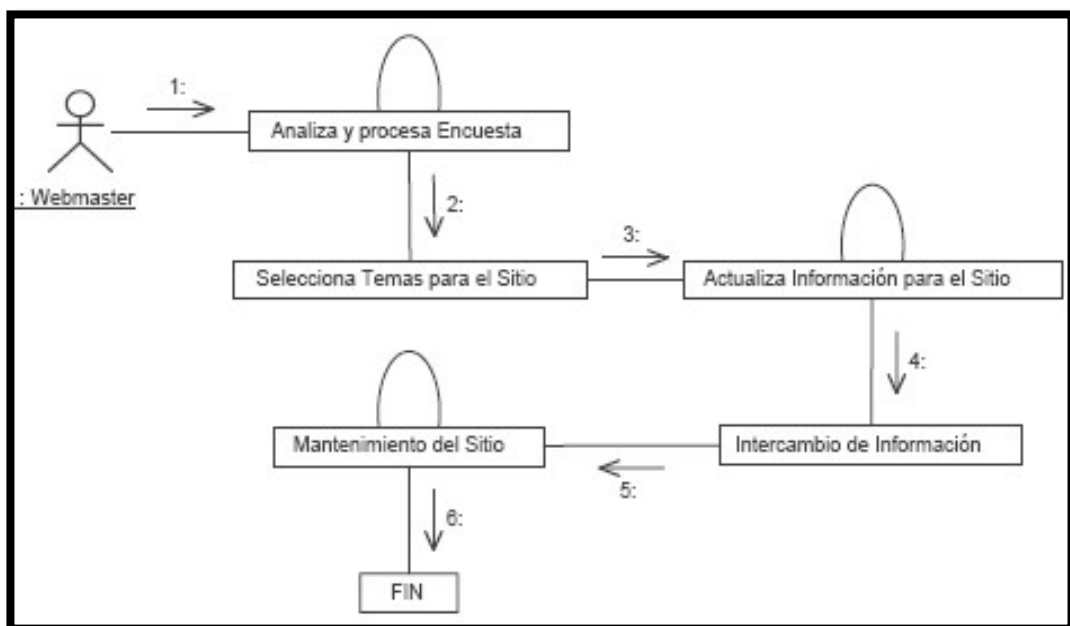 1:
Analiza y procesa Encuesta
: Webmaster
2:
3:
Selecciona Temas para el Sitio
Actualiza Información para el Sitio
4:
Mantenimiento del Sitio
Intercambio de Información
5:
6:
FIN